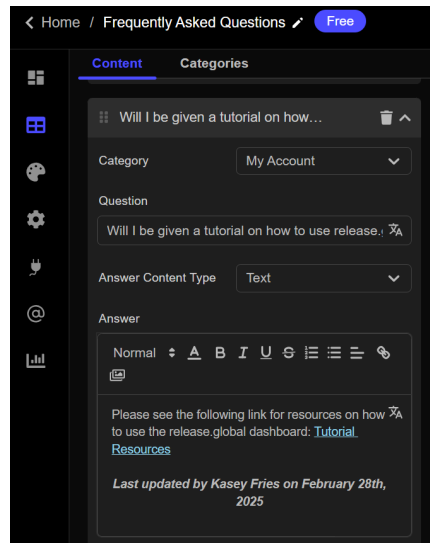 Home / Frequently Asked Questions Free
Content Categories
Will I be given a tutorial on how…
Category My Account
Question
Will I be given a tutorial on how to use release.
Answer Content Type Text
Answer
Normal A B I U S
Please see the following link for resources on how
to use the release.global dashboard: Tutorial
Resources
Last updated by Kasey Fries on February 28th,
2025